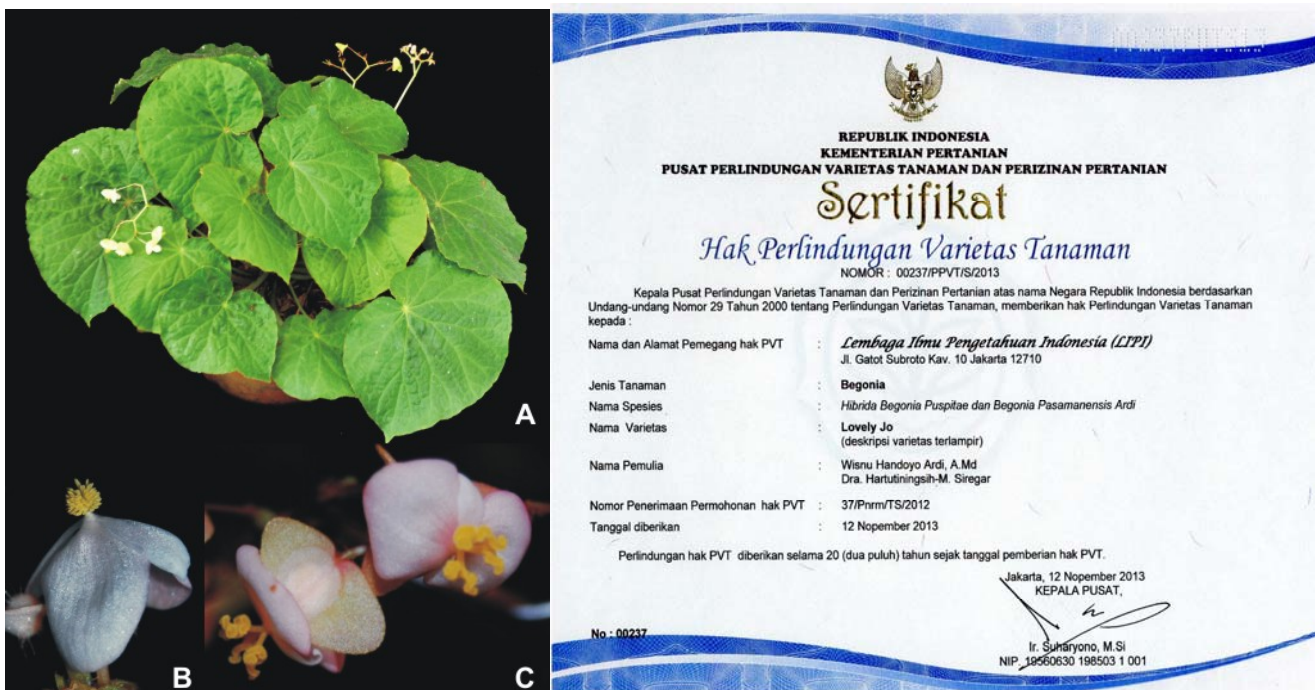 A
B
C
REPUBLIK INDONESIA
KEMENTERIAN PERTANIAN
PUSAT PERLINDUNGAN VARIETAS TANAMAN DAN PERIZINAN PERTANIAN
Sertifikat
Hak Perlindungan Varietas Tanaman
NOMOR : 00237/PPVT/S/2013
Kepala Pusat Perlindungan Varietas Tanaman dan Perizinan Pertanian atas nama Negara Republik Indonesia berdasarkan
Undang-undang Nomor 29 Tahun 2000 tentang Perlindungan Varietas Tanaman, memberikan hak Perlindungan Varietas Tanaman
kepada :
Nama dan Alamat Pemegang hak PVT : Lembaga Ilmu Pengetahuan Indonesia (LIPI)
Jl. Gatot Subroto Kav. 10 Jakarta 12710
Jenis Tanaman : Begonia
Nama Spesies : Hibrida Begonia Puspitae dan Begonia Pasamanensis Ardi
Nama Varietas : Lovely Jo
(deskripsi varietas terlampir)
Nama Pemulia : Wisnu Handoyo Ardi, A.Md
Dra. Hartutiningsih-M. Siregar
Nomor Penerimaan Permohonan hak PVT : 37/Pnrm/TS/2012
Tanggal diberikan : 12 Nopember 2013
Perlindungan hak PVT diberikan selama 20 (dua puluh) tahun sejak tanggal pemberian hak PVT.
Jakarta, 12 Nopember 2013
KEPALA PUSAT,
No : 00237
Ir. Suharyono, M.Si
NIP. 19560630 198503 1 001